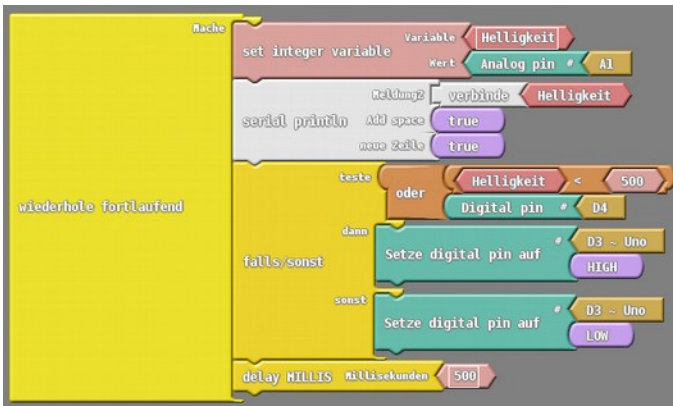 Mache
Variable Helligkeit
set integer variable
Wert Analog pin # A1
Meldung2 verbinde Helligkeit
serial println Add space true
neue Zeile true
teste oder Helligkeit < 500
Digital pin # D4
wiederhole fortlaufend
dann Setze digital pin auf # D3 ~ Uno
HIGH
falls/sonst
sonst Setze digital pin auf # D3 ~ Uno
LOW
delay MILLIS Millisekunden 500